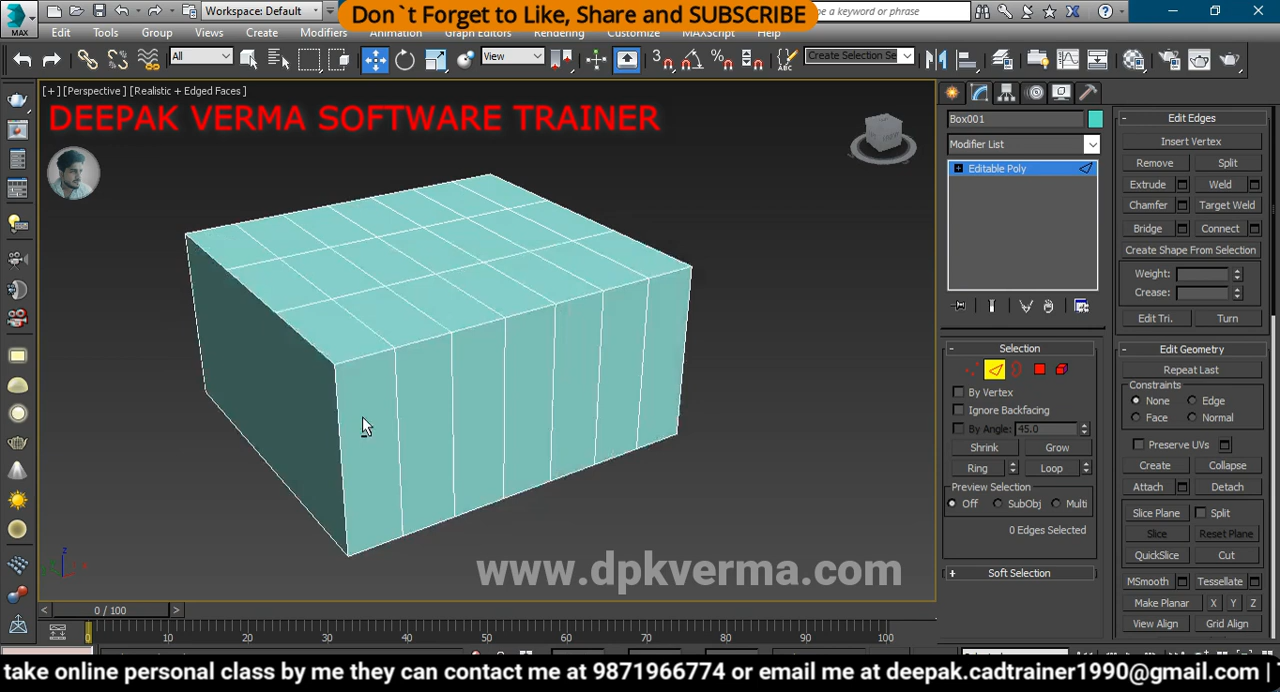 Workspace: Default
Don`t Forget to Like, Share and SUBSCRIBE
e a keyword or phrase
MAX
Edit Tools Group Views Create Modifiers Animation Graph Editors Rendering Customize MAXScript Help
All
View
Create Selection Se
[+] [Perspective] [Realistic + Edged Faces]
DEEPAK VERMA SOFTWARE TRAINER
www.dpkverma.com
Box001
Modifier List
Editable Poly
Selection
By Vertex
Ignore Backfacing
By Angle: 45.0
Shrink Grow
Ring Loop
Preview Selection
Off SubObj Multi
0 Edges Selected
Soft Selection
Edit Edges
Insert Vertex
Remove Split
Extrude Weld
Chamfer Target Weld
Bridge Connect
Create Shape From Selection
Weight:
Crease:
Edit Tri. Turn
Edit Geometry
Repeat Last
Constraints
None Edge
Face Normal
Preserve UVs
Create Collapse
Attach Detach
Slice Plane Split
Slice Reset Plane
QuickSlice Cut
MSmooth Tessellate
Make Planar X Y Z
View Align Grid Align
0 / 100
0 10 20 30 40 50 60 70 80 90 100
take online personal class by me they can contact me at 9871966774 or email me at deepak.cadtrainer1990@gmail.com |